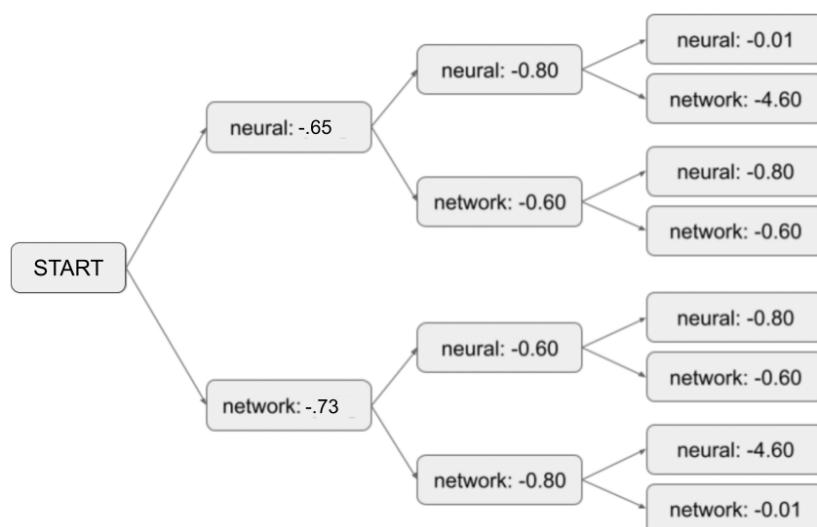 neural: -0.01
neural: -0.80
network: -4.60
neural: -.65
neural: -0.80
network: -0.60
network: -0.60
START
neural: -0.80
neural: -0.60
network: -0.60
network: -.73
neural: -4.60
network: -0.80
network: -0.01